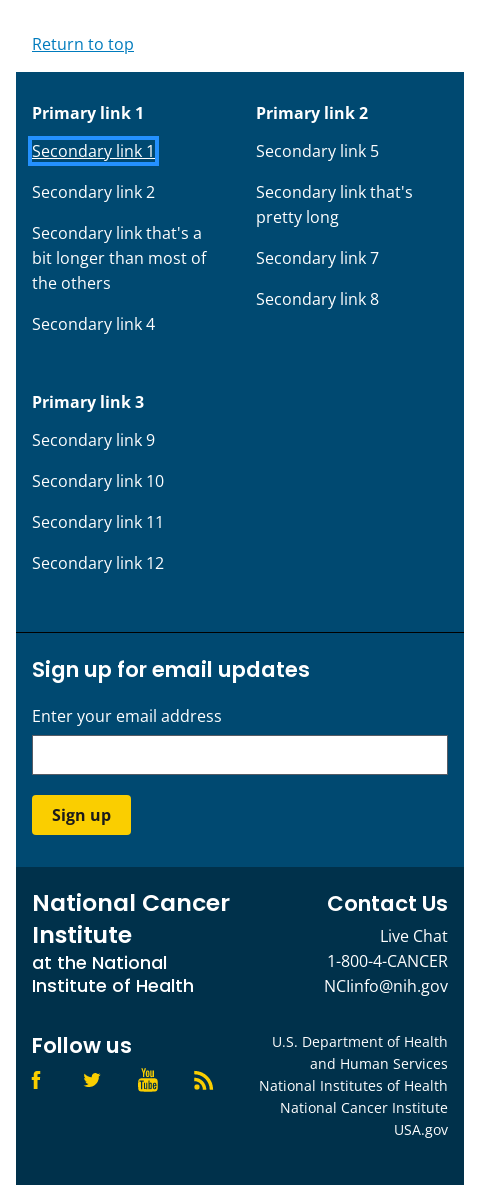 Return to top
Primary link 1
Secondary link 1
Secondary link 2
Secondary link that's a
bit longer than most of
the others
Secondary link 4
Primary link 2
Secondary link 5
Secondary link that's
pretty long
Secondary link 7
Secondary link 8
Primary link 3
Secondary link 9
Secondary link 10
Secondary link 11
Secondary link 12
Sign up for email updates
Enter your email address
Sign up
National Cancer
Institute
at the National
Institute of Health
Contact Us
Live Chat
1-800-4-CANCER
NCIinfo@nih.gov
Follow us
You
Tube
U.S. Department of Health
and Human Services
National Institutes of Health
National Cancer Institute
USA.gov